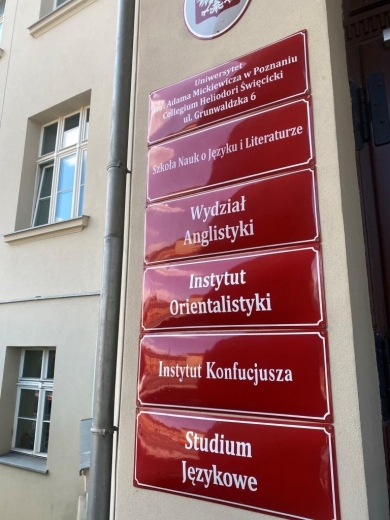 Uniwersytet
Adama Mickiewicza w Poznaniu
Collegium Heliodori Święcicki
ul. Grunwaldzka 6
Szkoła Nauk o Języku i Literaturze
Wydział
Anglistyki
Instytut
Orientalistyki
Instytut Konfucjusza
Studium
Językowe